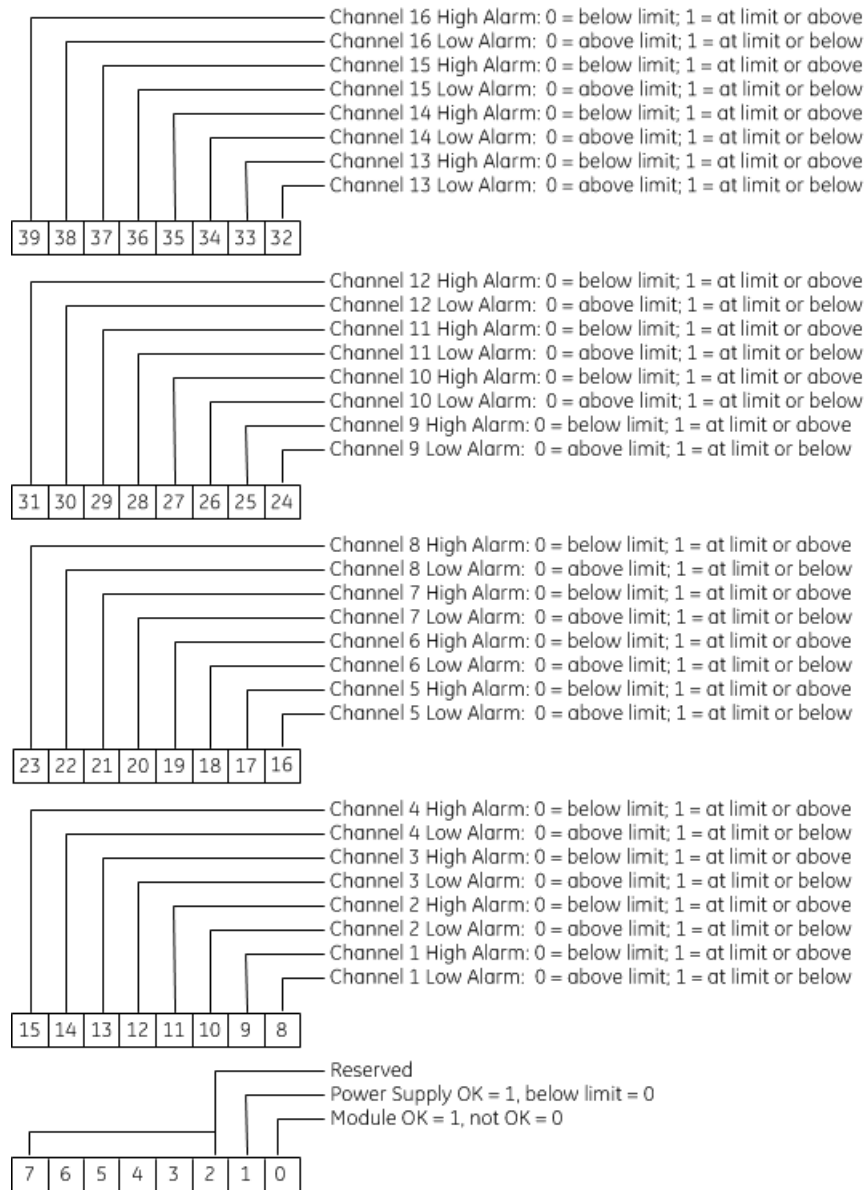 Channel 16 High Alarm: 0 = below limit; 1 = at limit or above
Channel 16 Low Alarm: 0 = above limit; 1 = at limit or below
Channel 15 High Alarm: 0 = below limit; 1 = at limit or above
Channel 15 Low Alarm: 0 = above limit; 1 = at limit or below
Channel 14 High Alarm: 0 = below limit; 1 = at limit or above
Channel 14 Low Alarm: 0 = above limit; 1 = at limit or below
Channel 13 High Alarm: 0 = below limit; 1 = at limit or above
Channel 13 Low Alarm: 0 = above limit; 1 = at limit or below
39 38 37 36 35 34 33 32
Channel 12 High Alarm: 0 = below limit; 1 = at limit or above
Channel 12 Low Alarm: 0 = above limit; 1 = at limit or below
Channel 11 High Alarm: 0 = below limit; 1 = at limit or above
Channel 11 Low Alarm: 0 = above limit; 1 = at limit or below
Channel 10 High Alarm: 0 = below limit; 1 = at limit or above
Channel 10 Low Alarm: 0 = above limit; 1 = at limit or below
Channel 9 High Alarm: 0 = below limit; 1 = at limit or above
Channel 9 Low Alarm: 0 = above limit; 1 = at limit or below
31 30 29 28 27 26 25 24
Channel 8 High Alarm: 0 = below limit; 1 = at limit or above
Channel 8 Low Alarm: 0 = above limit; 1 = at limit or below
Channel 7 High Alarm: 0 = below limit; 1 = at limit or above
Channel 7 Low Alarm: 0 = above limit; 1 = at limit or below
Channel 6 High Alarm: 0 = below limit; 1 = at limit or above
Channel 6 Low Alarm: 0 = above limit; 1 = at limit or below
Channel 5 High Alarm: 0 = below limit; 1 = at limit or above
Channel 5 Low Alarm: 0 = above limit; 1 = at limit or below
23 22 21 20 19 18 17 16
Channel 4 High Alarm: 0 = below limit; 1 = at limit or above
Channel 4 Low Alarm: 0 = above limit; 1 = at limit or below
Channel 3 High Alarm: 0 = below limit; 1 = at limit or above
Channel 3 Low Alarm: 0 = above limit; 1 = at limit or below
Channel 2 High Alarm: 0 = below limit; 1 = at limit or above
Channel 2 Low Alarm: 0 = above limit; 1 = at limit or below
Channel 1 High Alarm: 0 = below limit; 1 = at limit or above
Channel 1 Low Alarm: 0 = above limit; 1 = at limit or below
15 14 13 12 11 10 9 8
Reserved
Power Supply OK = 1, below limit = 0
Module OK = 1, not OK = 0
7 6 5 4 3 2 1 0